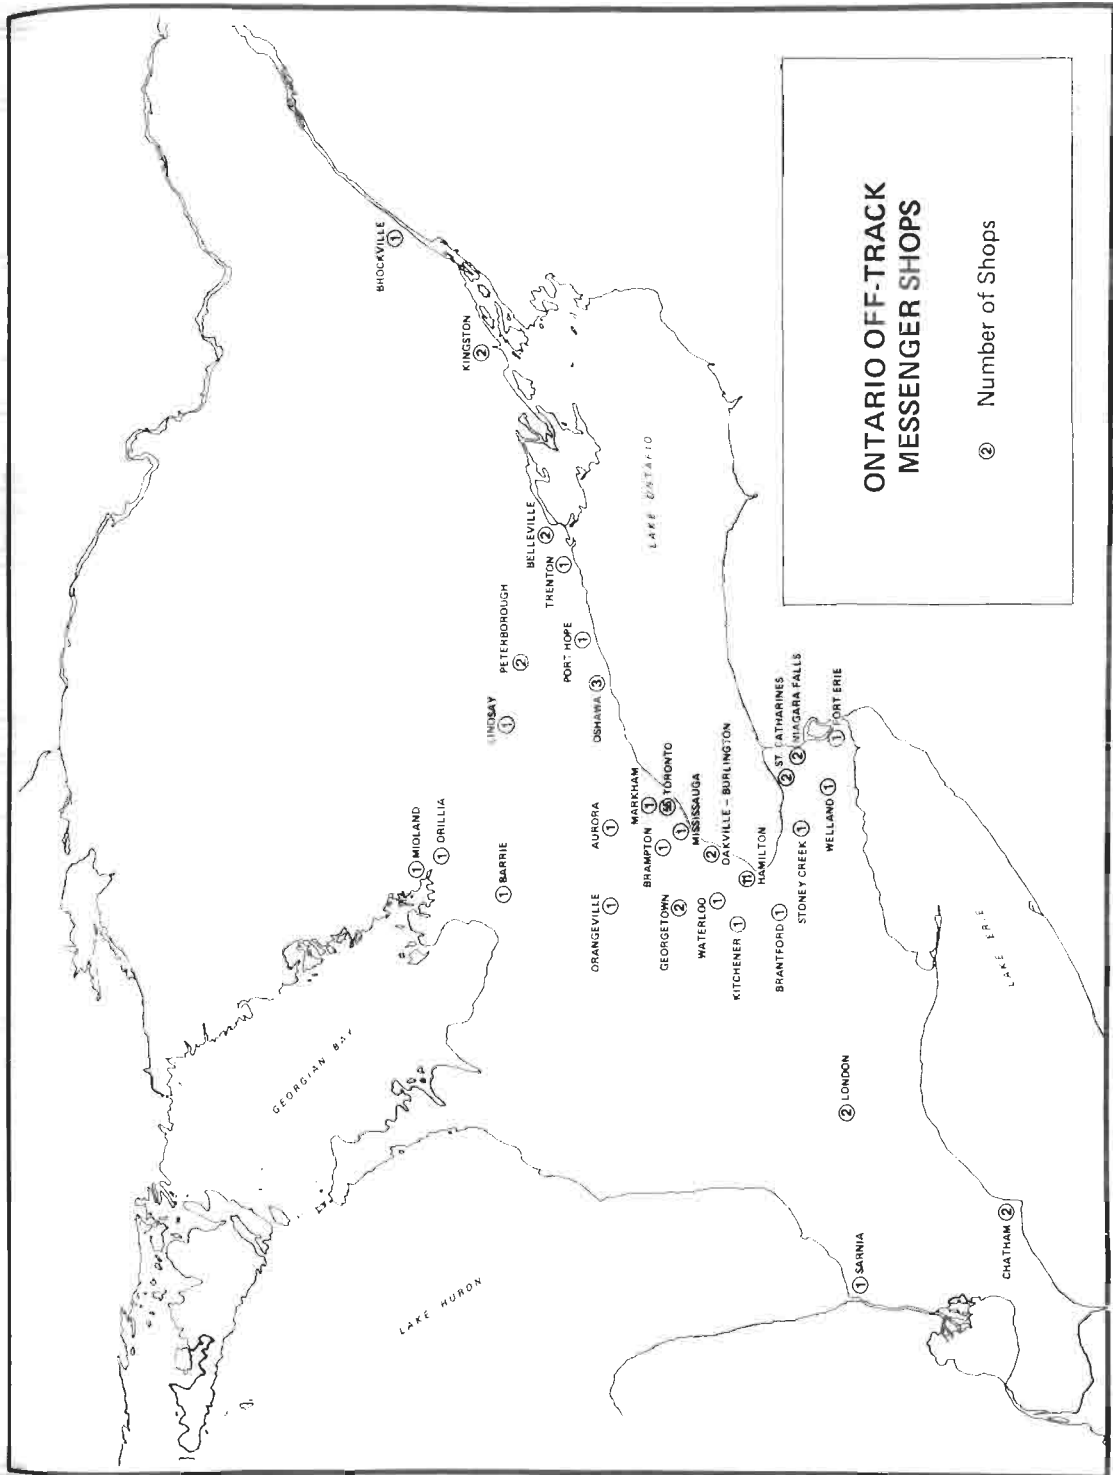 ONTARIO OFF-TRACK
MESSENGER SHOPS
② Number of Shops
BROCKVILLE
①
KINGSTON
②
BELLEVILLE
②
TRENTON
①
PETERBOROUGH
②
PORT HOPE
①
LINDSAY
①
OSHAWA ③
① MIDLAND
① ORILLIA
① BARRIE
AURORA
①
MARKHAM
①
TORONTO
BRAMPTON
①
①
MISSISSAUGA
②
OAKVILLE – BURLINGTON
ORANGEVILLE
①
GEORGETOWN
②
WATERLOO
①
KITCHENER ①
⑪
HAMILTON
BRANTFORD ①
STONEY CREEK ①
② ST. CATHARINES
② NIAGARA FALLS
① FORT ERIE
WELLAND ①
② LONDON
① SARNIA
CHATHAM ②
GEORGIAN BAY
LAKE HURON
LAKE ONTARIO
LAKE ERIE